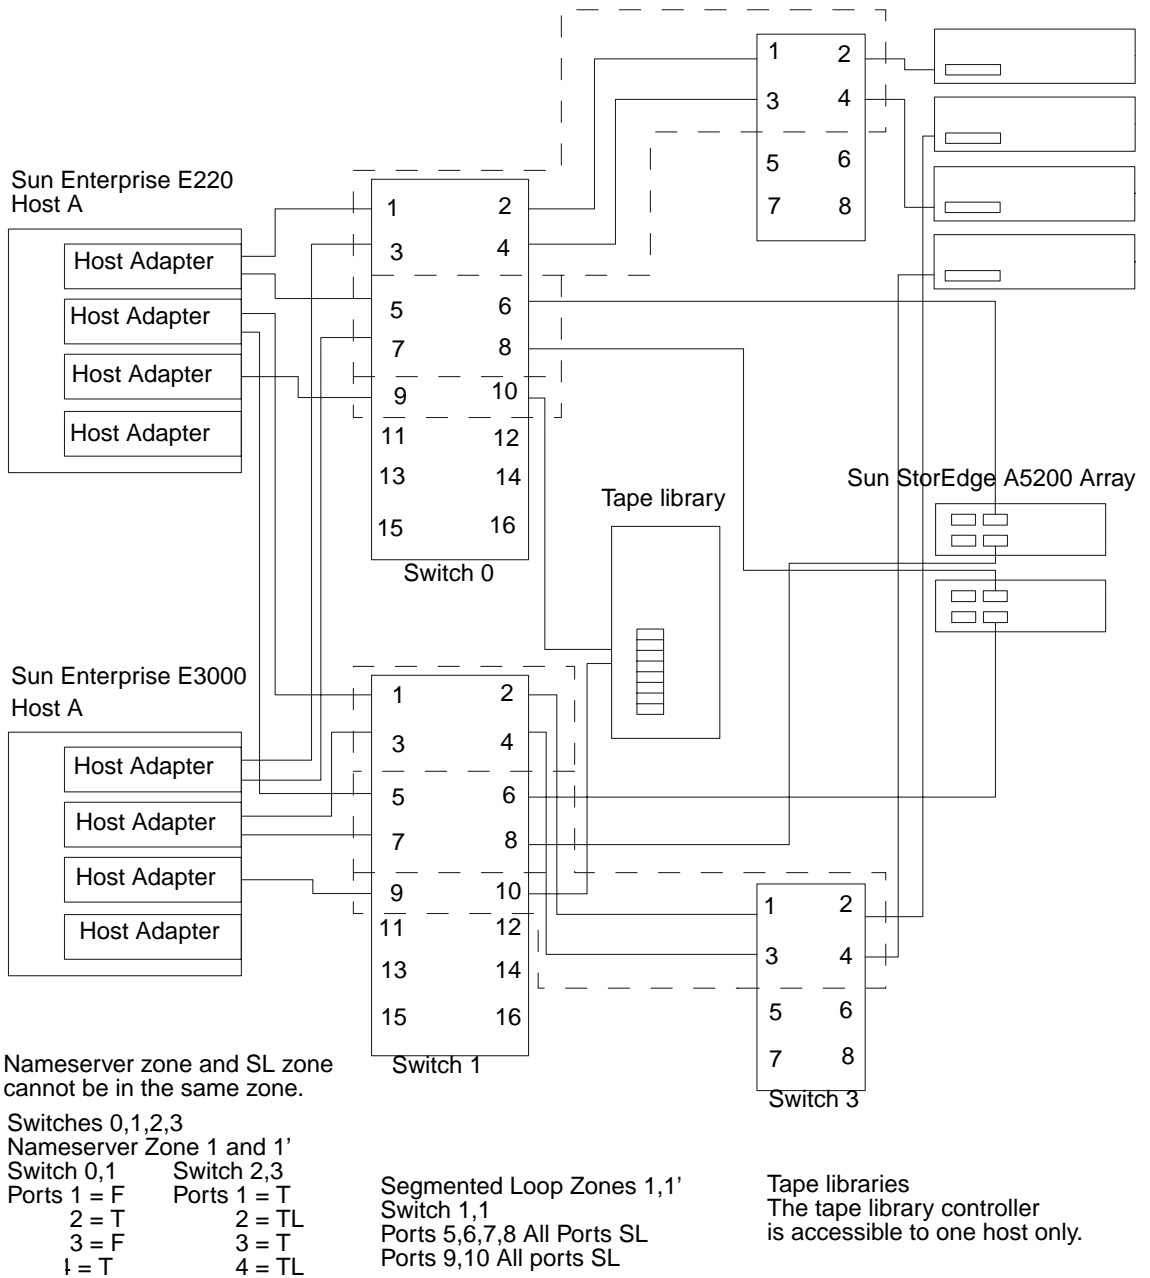 1 2
3 4
5 6
7 8
Sun Enterprise E220
Host A
Host Adapter
Host Adapter
Host Adapter
Host Adapter
1 2
3 4
5 6
7 8
9 10
11 12
13 14
15 16
Switch 0
Tape library
Sun StorEdge A5200 Array
Sun Enterprise E3000
Host A
Host Adapter
Host Adapter
Host Adapter
Host Adapter
1 2
3 4
5 6
7 8
9 10
11 12
13 14
15 16
Switch 1
1 2
3 4
5 6
7 8
Switch 3
Nameserver zone and SL zone
cannot be in the same zone.
Switches 0,1,2,3
Nameserver Zone 1 and 1’
Switch 0,1 Switch 2,3
Ports 1 = F Ports 1 = T
2 = T 2 = TL
3 = F 3 = T
= T 4 = TL
Segmented Loop Zones 1,1’
Switch 1,1
Ports 5,6,7,8 All Ports SL
Ports 9,10 All ports SL
Tape libraries
The tape library controller
is accessible to one host only.